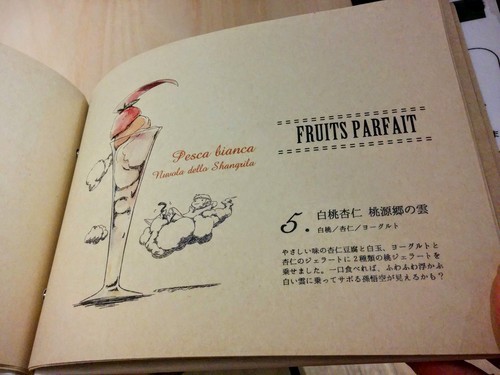 Pesca bianca
Nuvola dello Shangrila
FRUITS PARFAIT
5. 白桃杏仁 桃源郷の雲
白桃／杏仁／ヨーグルト
やさしい味の杏仁豆腐と白玉、ヨーグルトと
杏仁のジェラートに2種類の桃ジェラートを
乗せました。一口食べれば、ふわふわ浮かぶ
白い雲に乗ってサボる孫悟空が見えるかも？